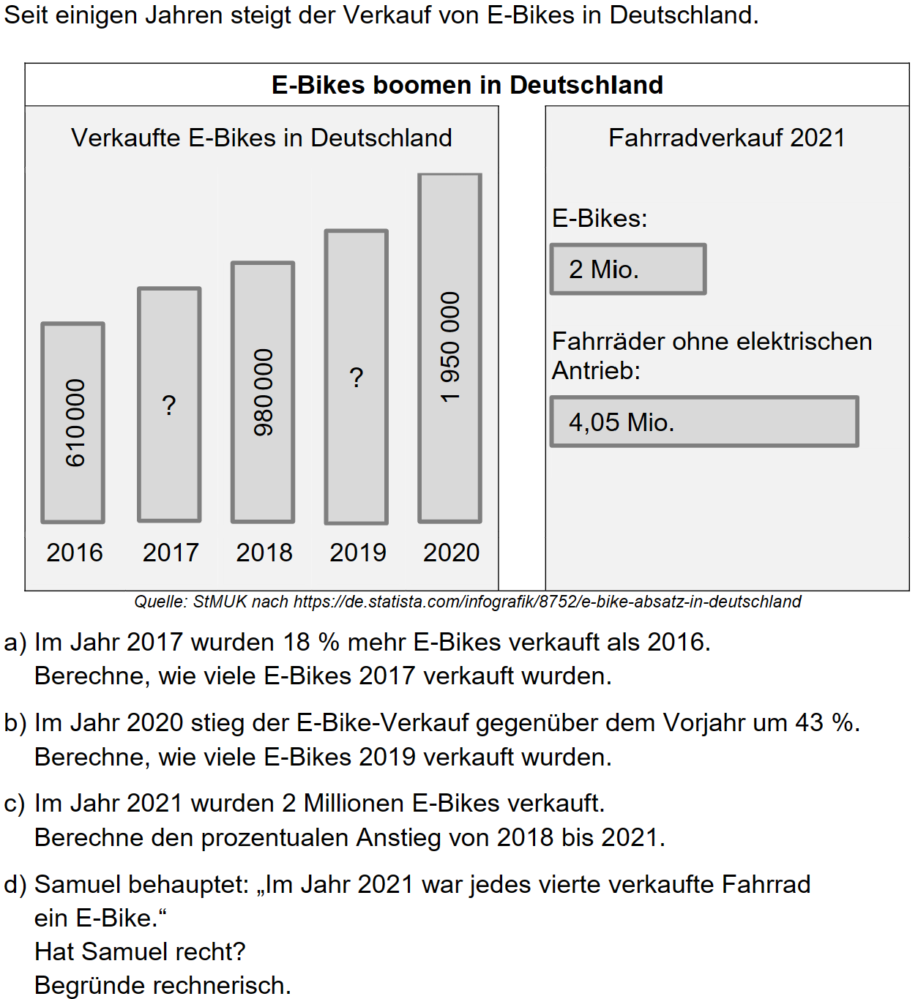 Seit einigen Jahren steigt der Verkauf von E-Bikes in Deutschland.
E-Bikes boomen in Deutschland
Verkaufte E-Bikes in Deutschland
610 000
?
980 000
?
1 950 000
2016 2017 2018 2019 2020
Fahrradverkauf 2021
E-Bikes:
2 Mio.
Fahrräder ohne elektrischen
Antrieb:
4,05 Mio.
Quelle: StMUK nach https://de.statista.com/infografik/8752/e-bike-absatz-in-deutschland
a) Im Jahr 2017 wurden 18 % mehr E-Bikes verkauft als 2016.
Berechne, wie viele E-Bikes 2017 verkauft wurden.
b) Im Jahr 2020 stieg der E-Bike-Verkauf gegenüber dem Vorjahr um 43 %.
Berechne, wie viele E-Bikes 2019 verkauft wurden.
c) Im Jahr 2021 wurden 2 Millionen E-Bikes verkauft.
Berechne den prozentualen Anstieg von 2018 bis 2021.
d) Samuel behauptet: „Im Jahr 2021 war jedes vierte verkaufte Fahrrad
ein E-Bike.“
Hat Samuel recht?
Begründe rechnerisch.